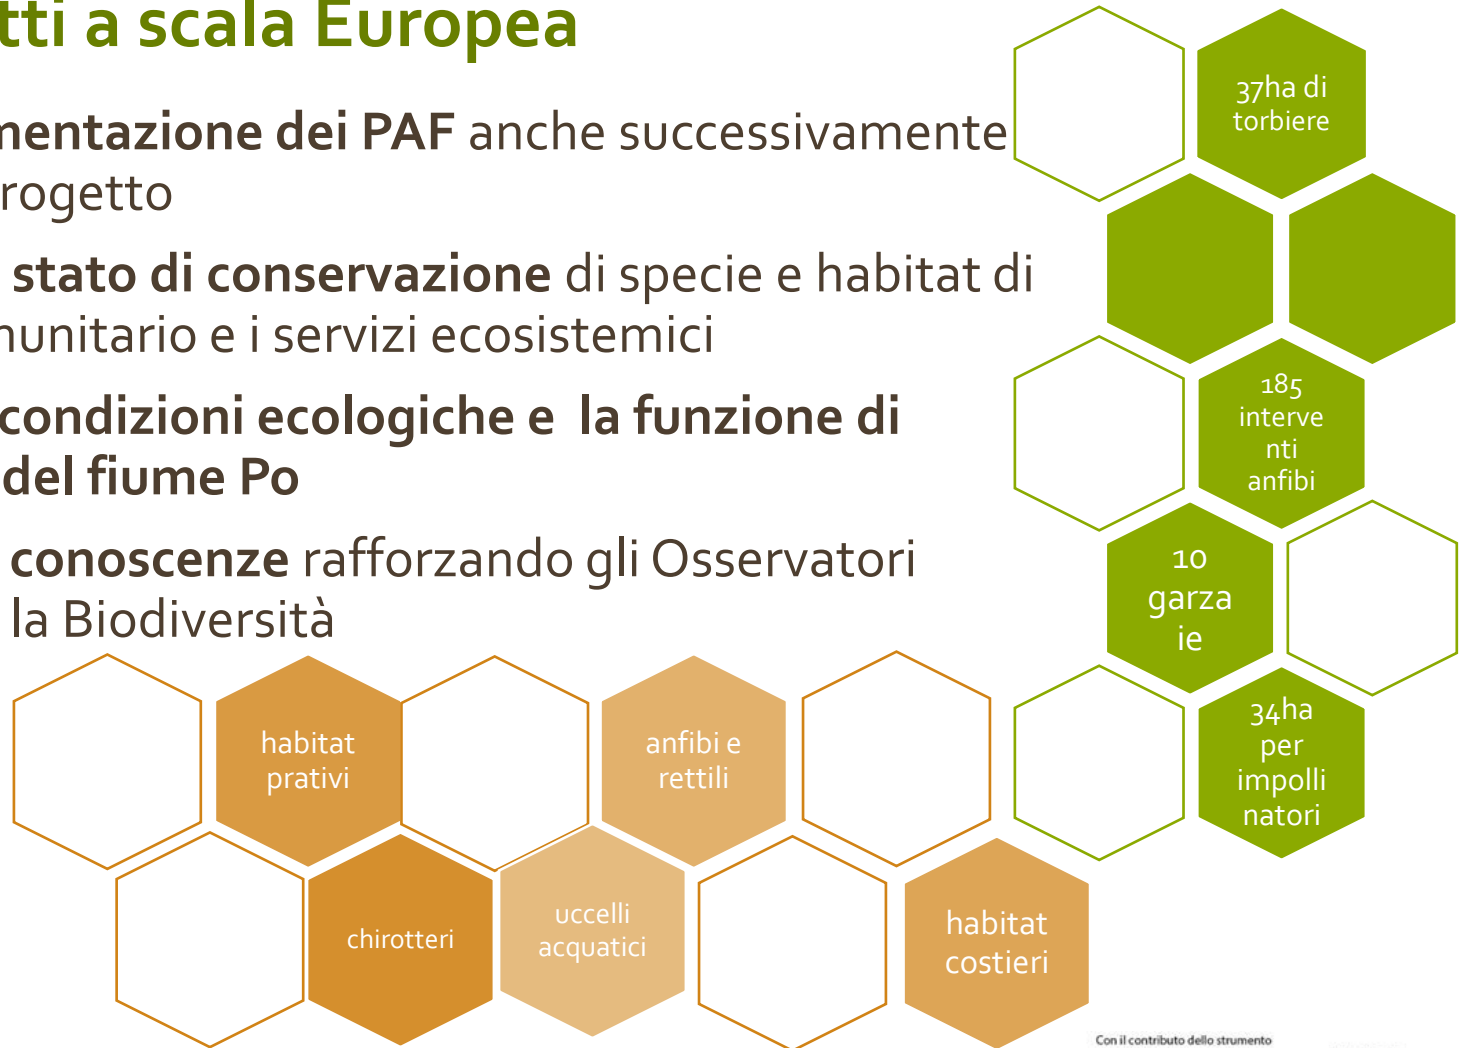 tti a scala Europea
mentazione dei PAF anche successivamente
rogetto
stato di conservazione di specie e habitat di
munitario e i servizi ecosistemici
condizioni ecologiche e la funzione di
del fiume Po
conoscenze rafforzando gli Osservatori
la Biodiversità
37ha di
torbiere
185
interve
nti
anfibi
10
garza
ie
34ha
per
impolli
natori
habitat
prativi
anfibi e
rettili
chirotteri
uccelli
acquatici
habitat
costieri
Con il contributo dello strumento